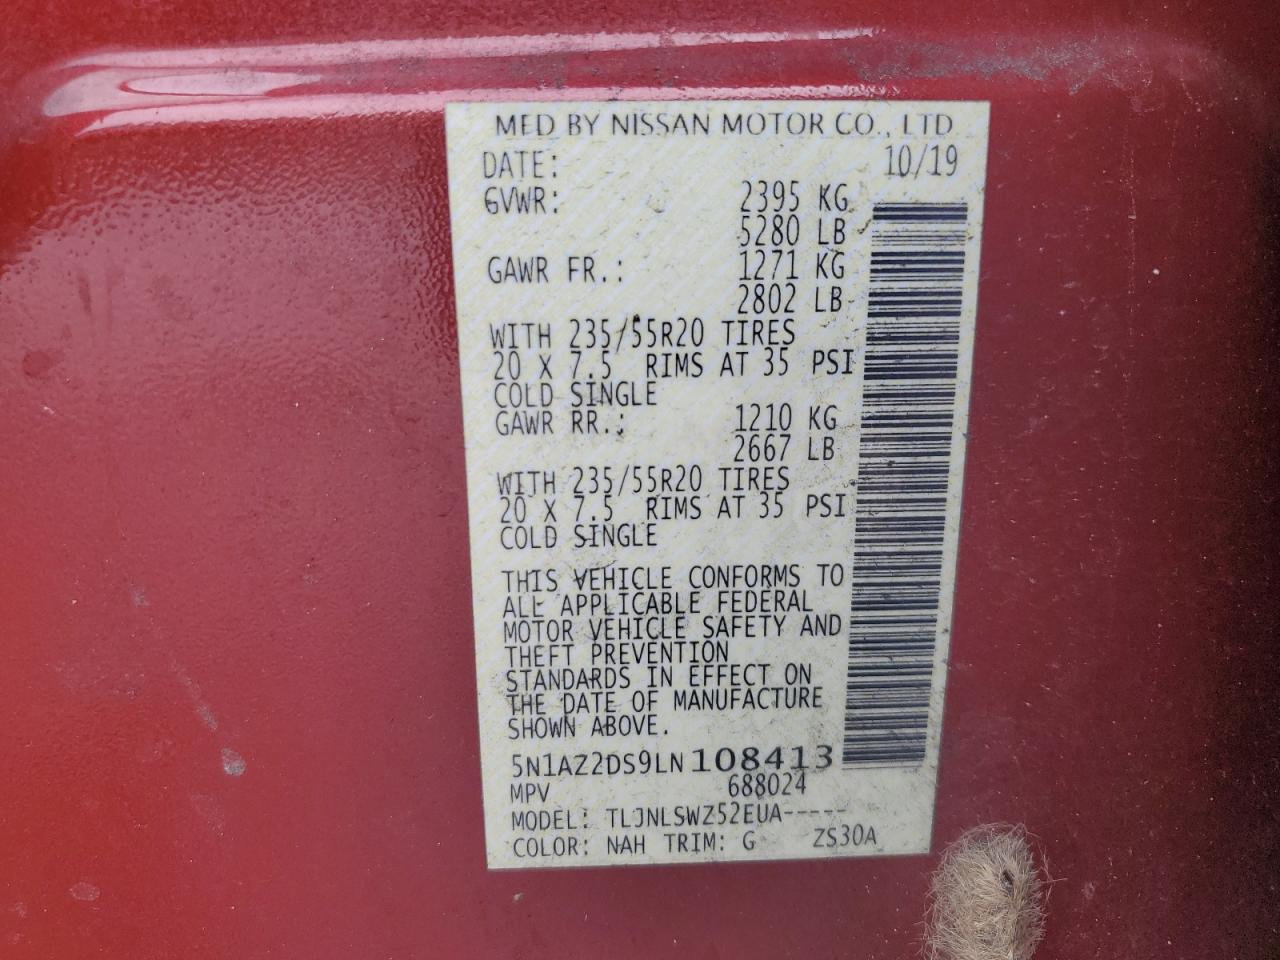 MFD BY NISSAN MOTOR CO., LTD
DATE: 10/19
GVWR: 2395 KG
5280 LB
GAWR FR.: 1271 KG
2802 LB
WITH 235/55R20 TIRES
20 X 7.5 RIMS AT 35 PSI
COLD SINGLE
GAWR RR.: 1210 KG
2667 LB
WITH 235/55R20 TIRES
20 X 7.5 RIMS AT 35 PSI
COLD SINGLE
THIS VEHICLE CONFORMS TO
ALL APPLICABLE FEDERAL
MOTOR VEHICLE SAFETY AND
THEFT PREVENTION
STANDARDS IN EFFECT ON
THE DATE OF MANUFACTURE
SHOWN ABOVE.
5N1AZ2DS9LN108413
MPV 688024
MODEL: TLJNLSWZ52EUA-----
COLOR: NAH TRIM: G ZS30A